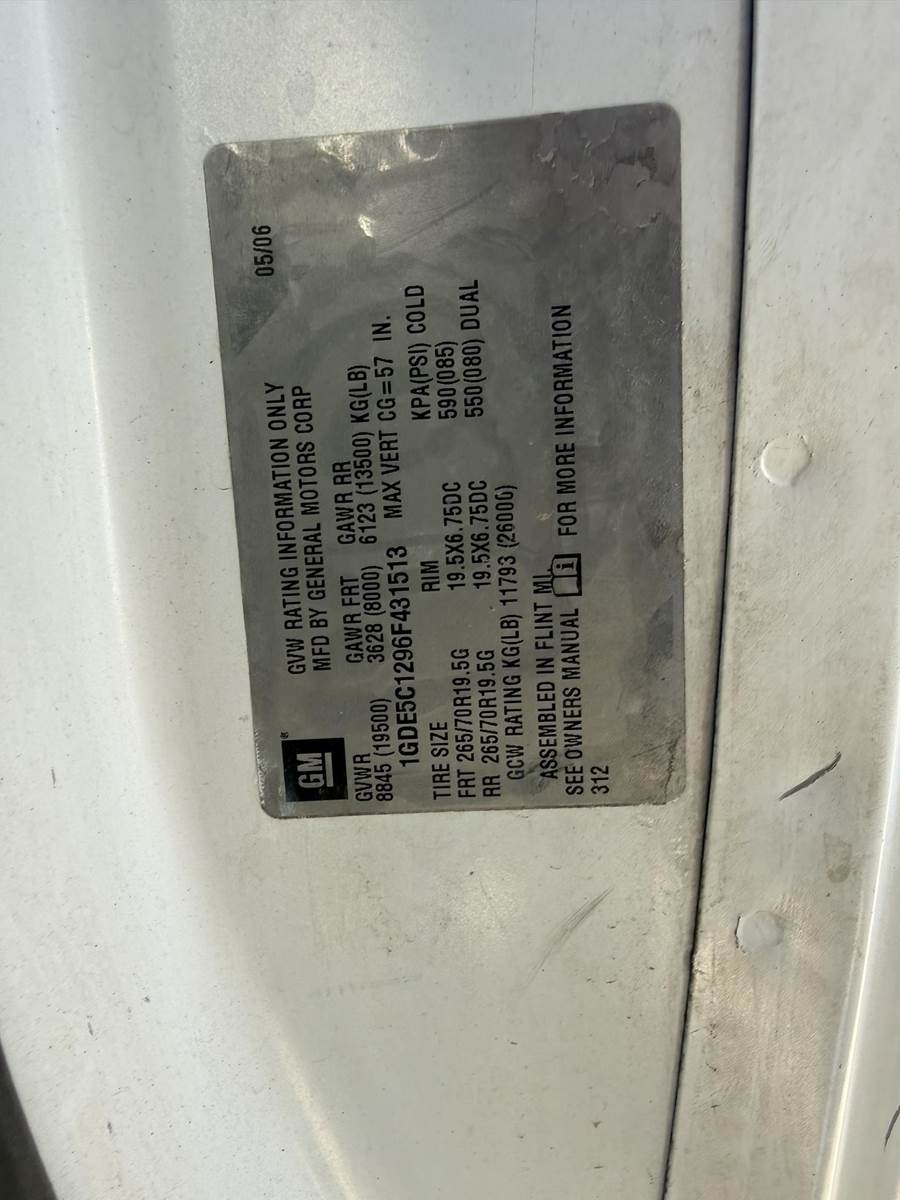 05/06
GVW RATING INFORMATION ONLY
MFD BY GENERAL MOTORS CORP
GM®
GVWR GAWR FRT GAWR RR
8845 (19500) 3628 (8000) 6123 (13500) KG(LB)
1GDE5C1296F431513 MAX VERT CG=57 IN.
TIRE SIZE RIM KPA(PSI) COLD
FRT 265/70R19.5G 19.5X6.75DC 590(085)
RR 265/70R19.5G 19.5X6.75DC 550(080) DUAL
GCW RATING KG(LB) 11793 (26000)
ASSEMBLED IN FLINT MI.
SEE OWNERS MANUAL i FOR MORE INFORMATION
312